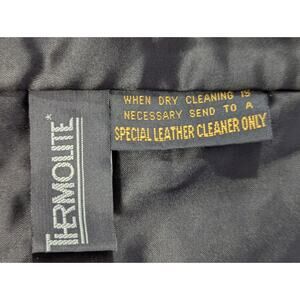 THERMOLITE*
WHEN DRY CLEANING IS
NECESSARY SEND TO A
SPECIAL LEATHER CLEANER ONLY